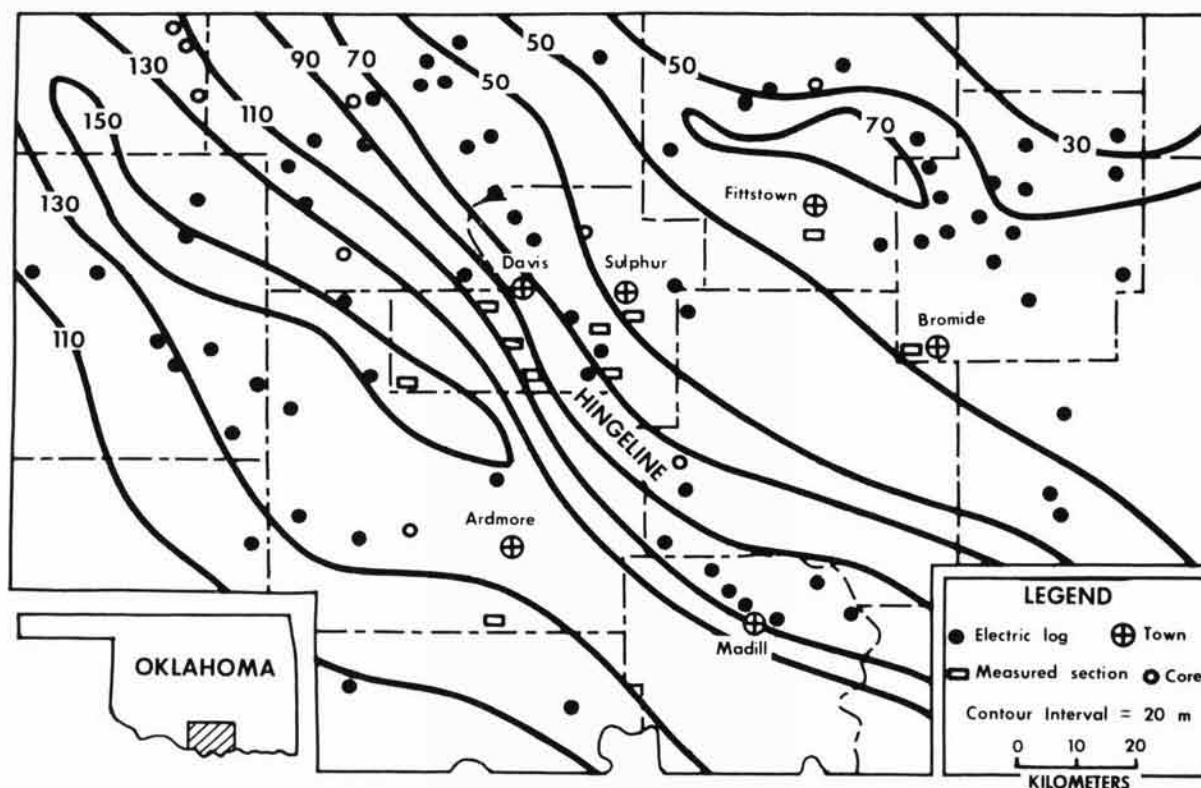 130
90
70
50
50
110
150
70
30
130
Fittstown
Davis
Sulphur
Bromide
110
HINGELINE
Ardmore
Madill
OKLAHOMA
LEGEND
Electric log Town
Measured section Core
Contour Interval = 20 m
0 10 20
KILOMETERS